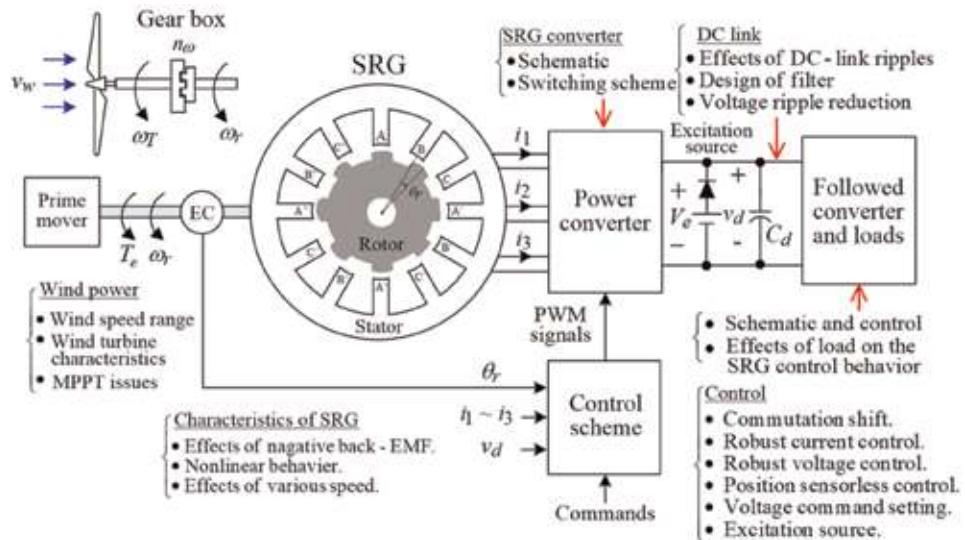 Gear box
n_ω
v_w
ω_T
ω_r
SRG
SRG converter
• Schematic
• Switching scheme
DC link
• Effects of DC - link ripples
• Design of filter
• Voltage ripple reduction
Excitation
source
Prime
mover
EC
T_e ω_r
A
B
C
A'
B
C'
A
B'
C
A'
B
C'
θ_r
Rotor
Stator
i_1
i_2
i_3
Power
converter
+
V_e
–
+
v_d
-
C_d
Followed
converter
and loads
Wind power
• Wind speed range
• Wind turbine
characteristics
• MPPT issues
PWM
signals
• Schematic and control
• Effects of load on the
SRG control behavior
θ_r
i_1 ~ i_3
v_d
Control
scheme
Commands
Characteristics of SRG
• Effects of nagative back - EMF.
• Nonlinear behavier.
• Effects of various speed.
Control
• Commutation shift.
• Robust current control.
• Robust voltage control.
• Position sensorless control.
• Voltage command setting.
• Excitation source.